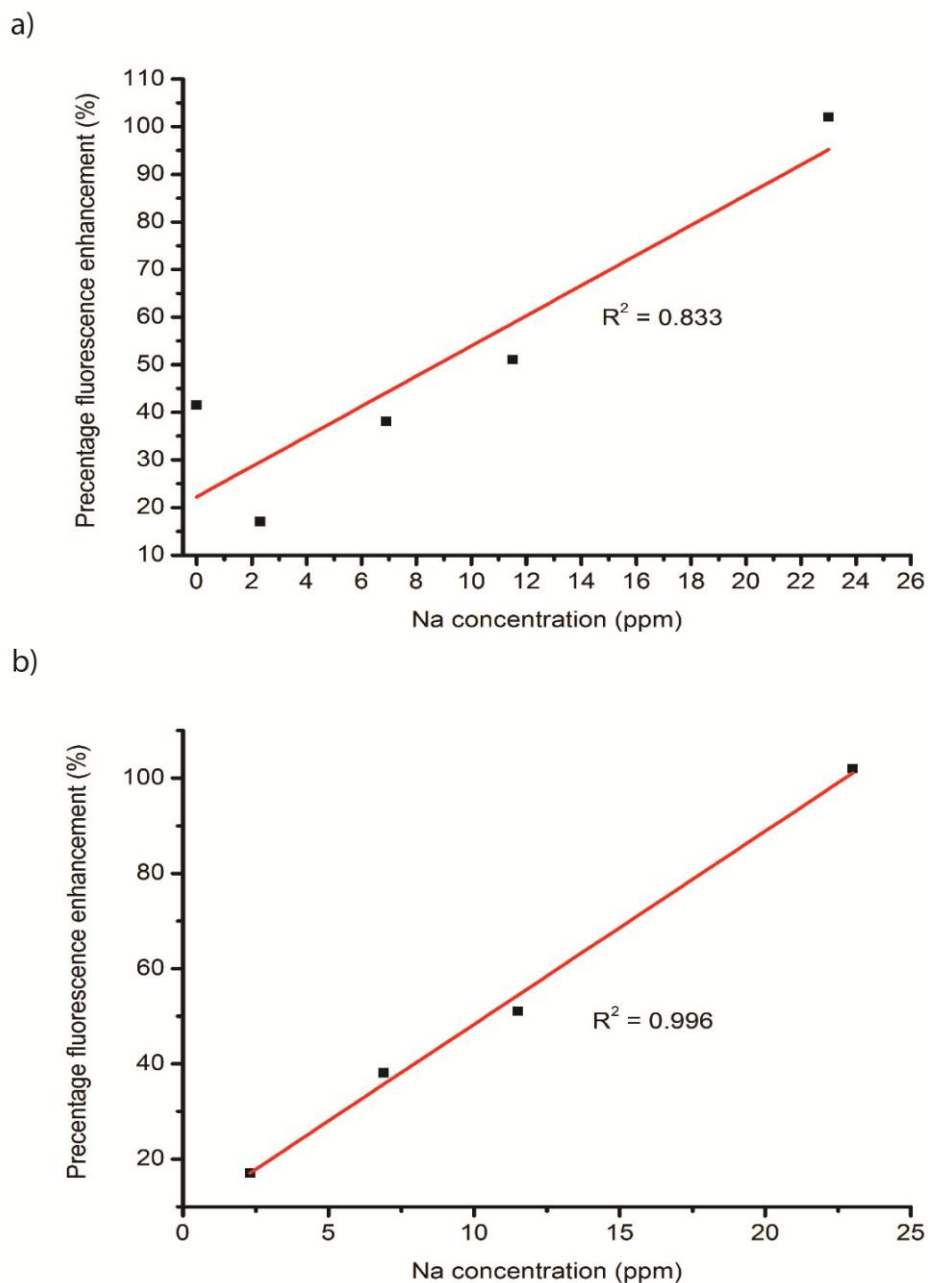 a)
Precentage fluorescence enhancement (%)
110
100
90
80
70
60
50
40
30
20
10
R² = 0.833
0 2 4 6 8 10 12 14 16 18 20 22 24 26
Na concentration (ppm)
b)
Precentage fluorescence enhancement (%)
100
80
60
40
20
R² = 0.996
0 5 10 15 20 25
Na concentration (ppm)